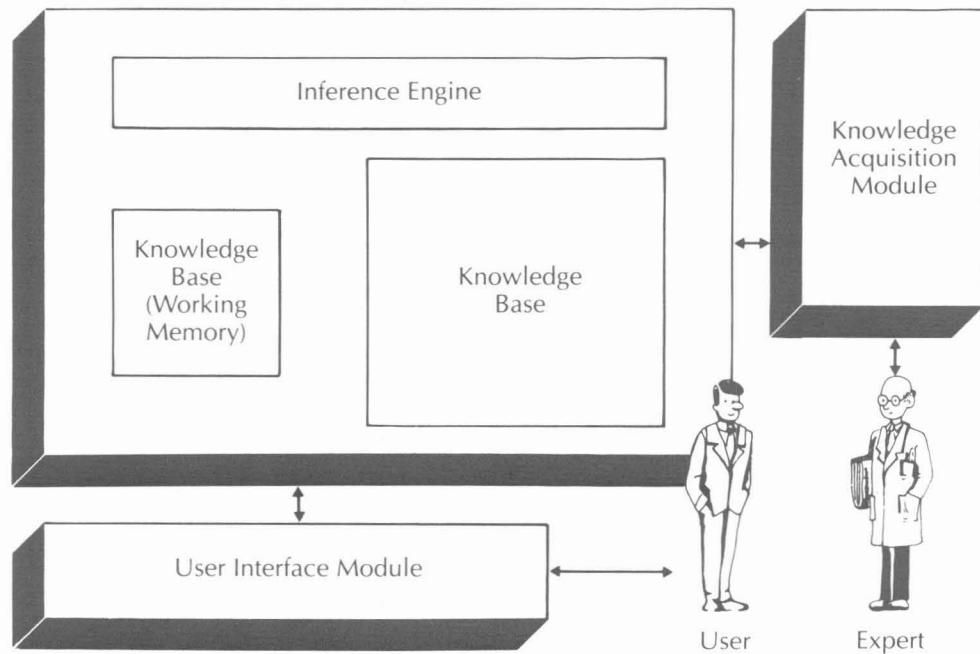 Inference Engine
Knowledge
Acquisition
Module
Knowledge
Base
(Working
Memory)
Knowledge
Base
User Interface Module
User
Expert